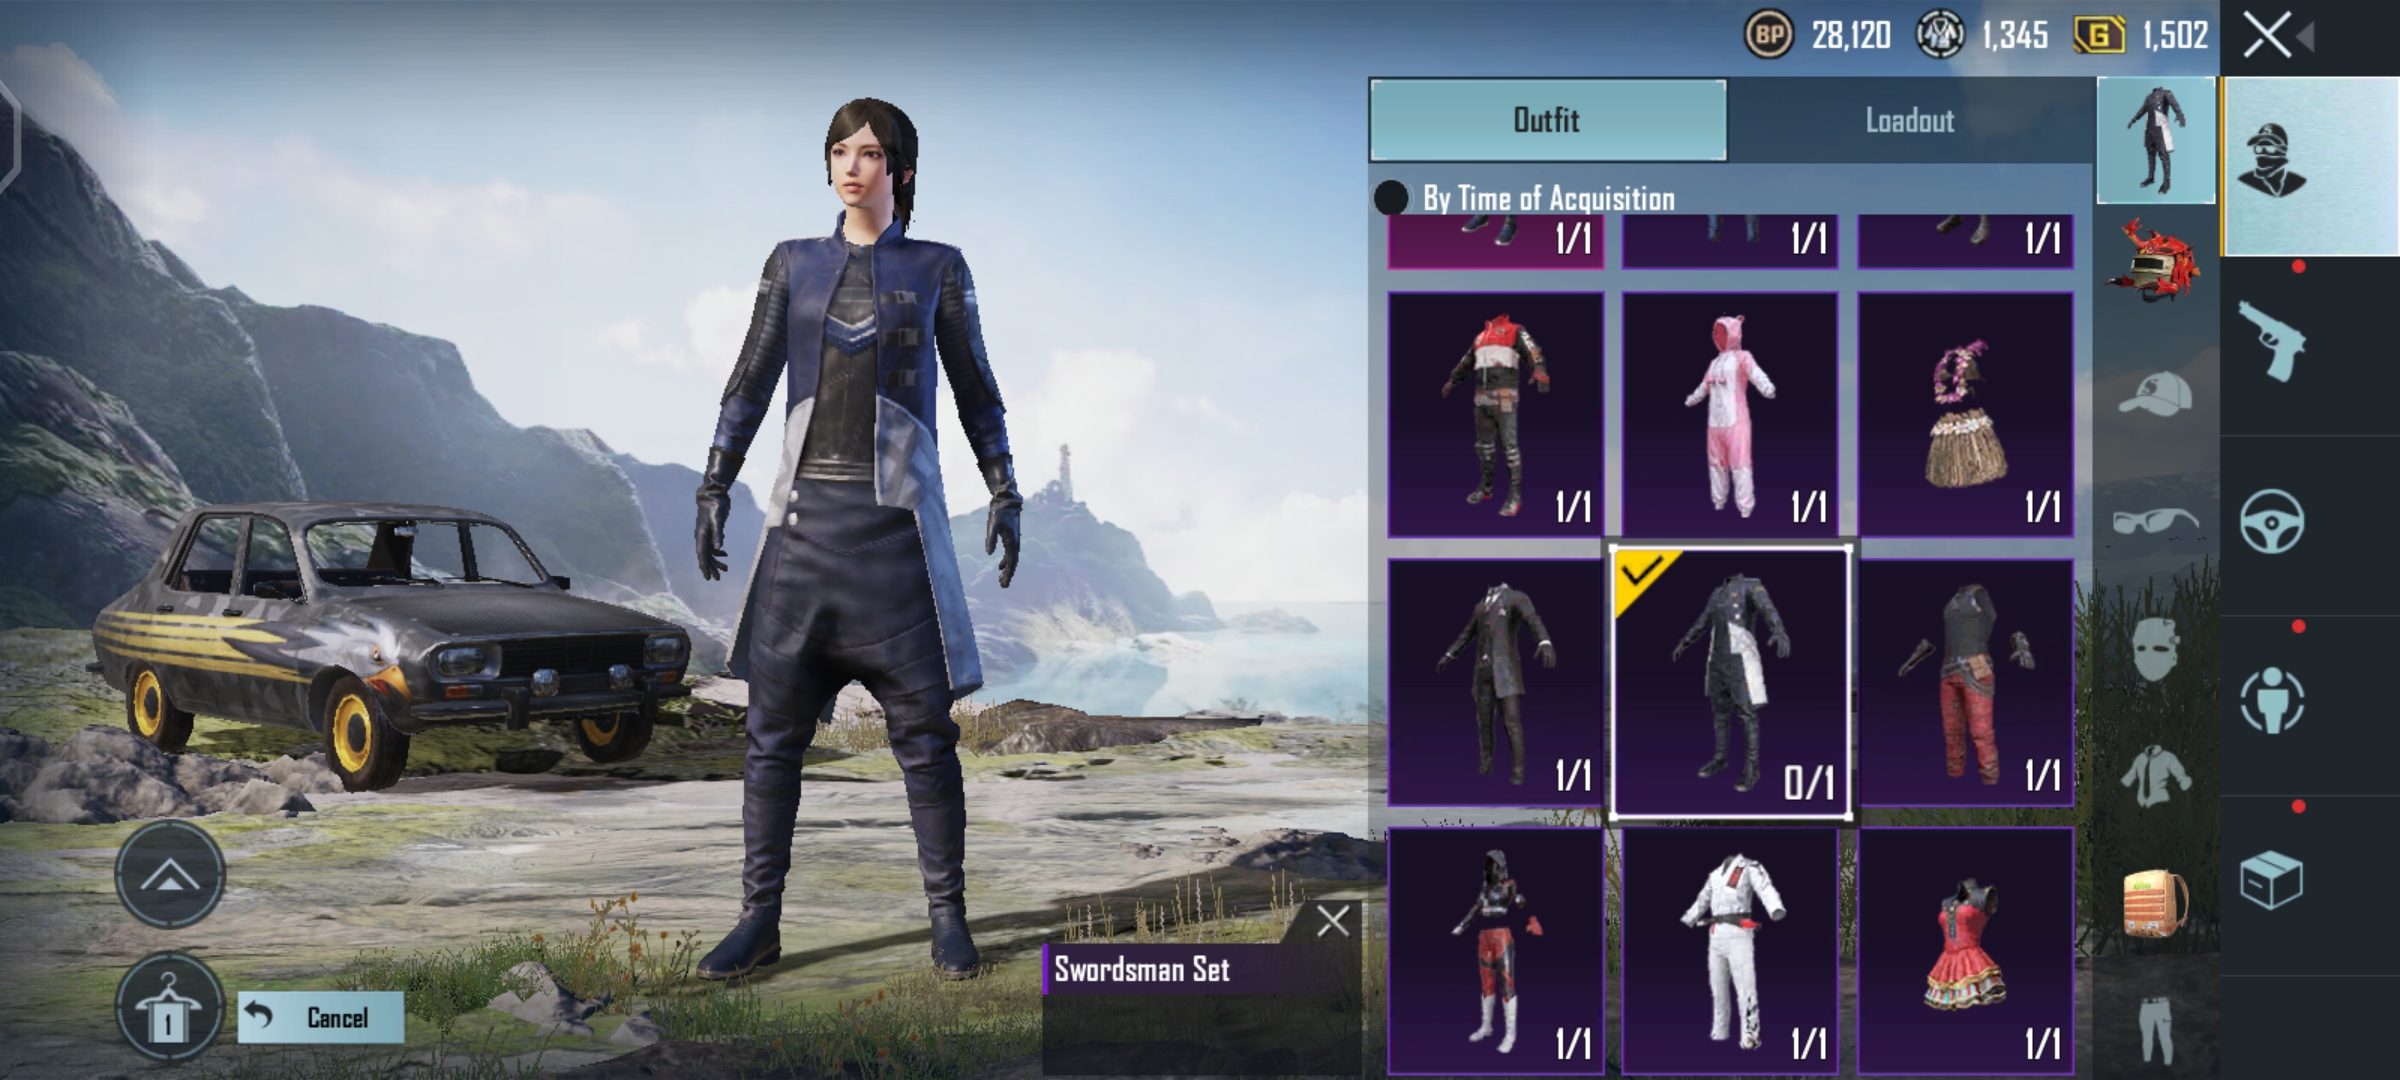 BP 28,120 1,345 G 1,502
Outfit Loadout
By Time of Acquisition
1/1 1/1 1/1
1/1 1/1 1/1
1/1 0/1 1/1
1/1 1/1 1/1
Swordsman Set
1
Cancel